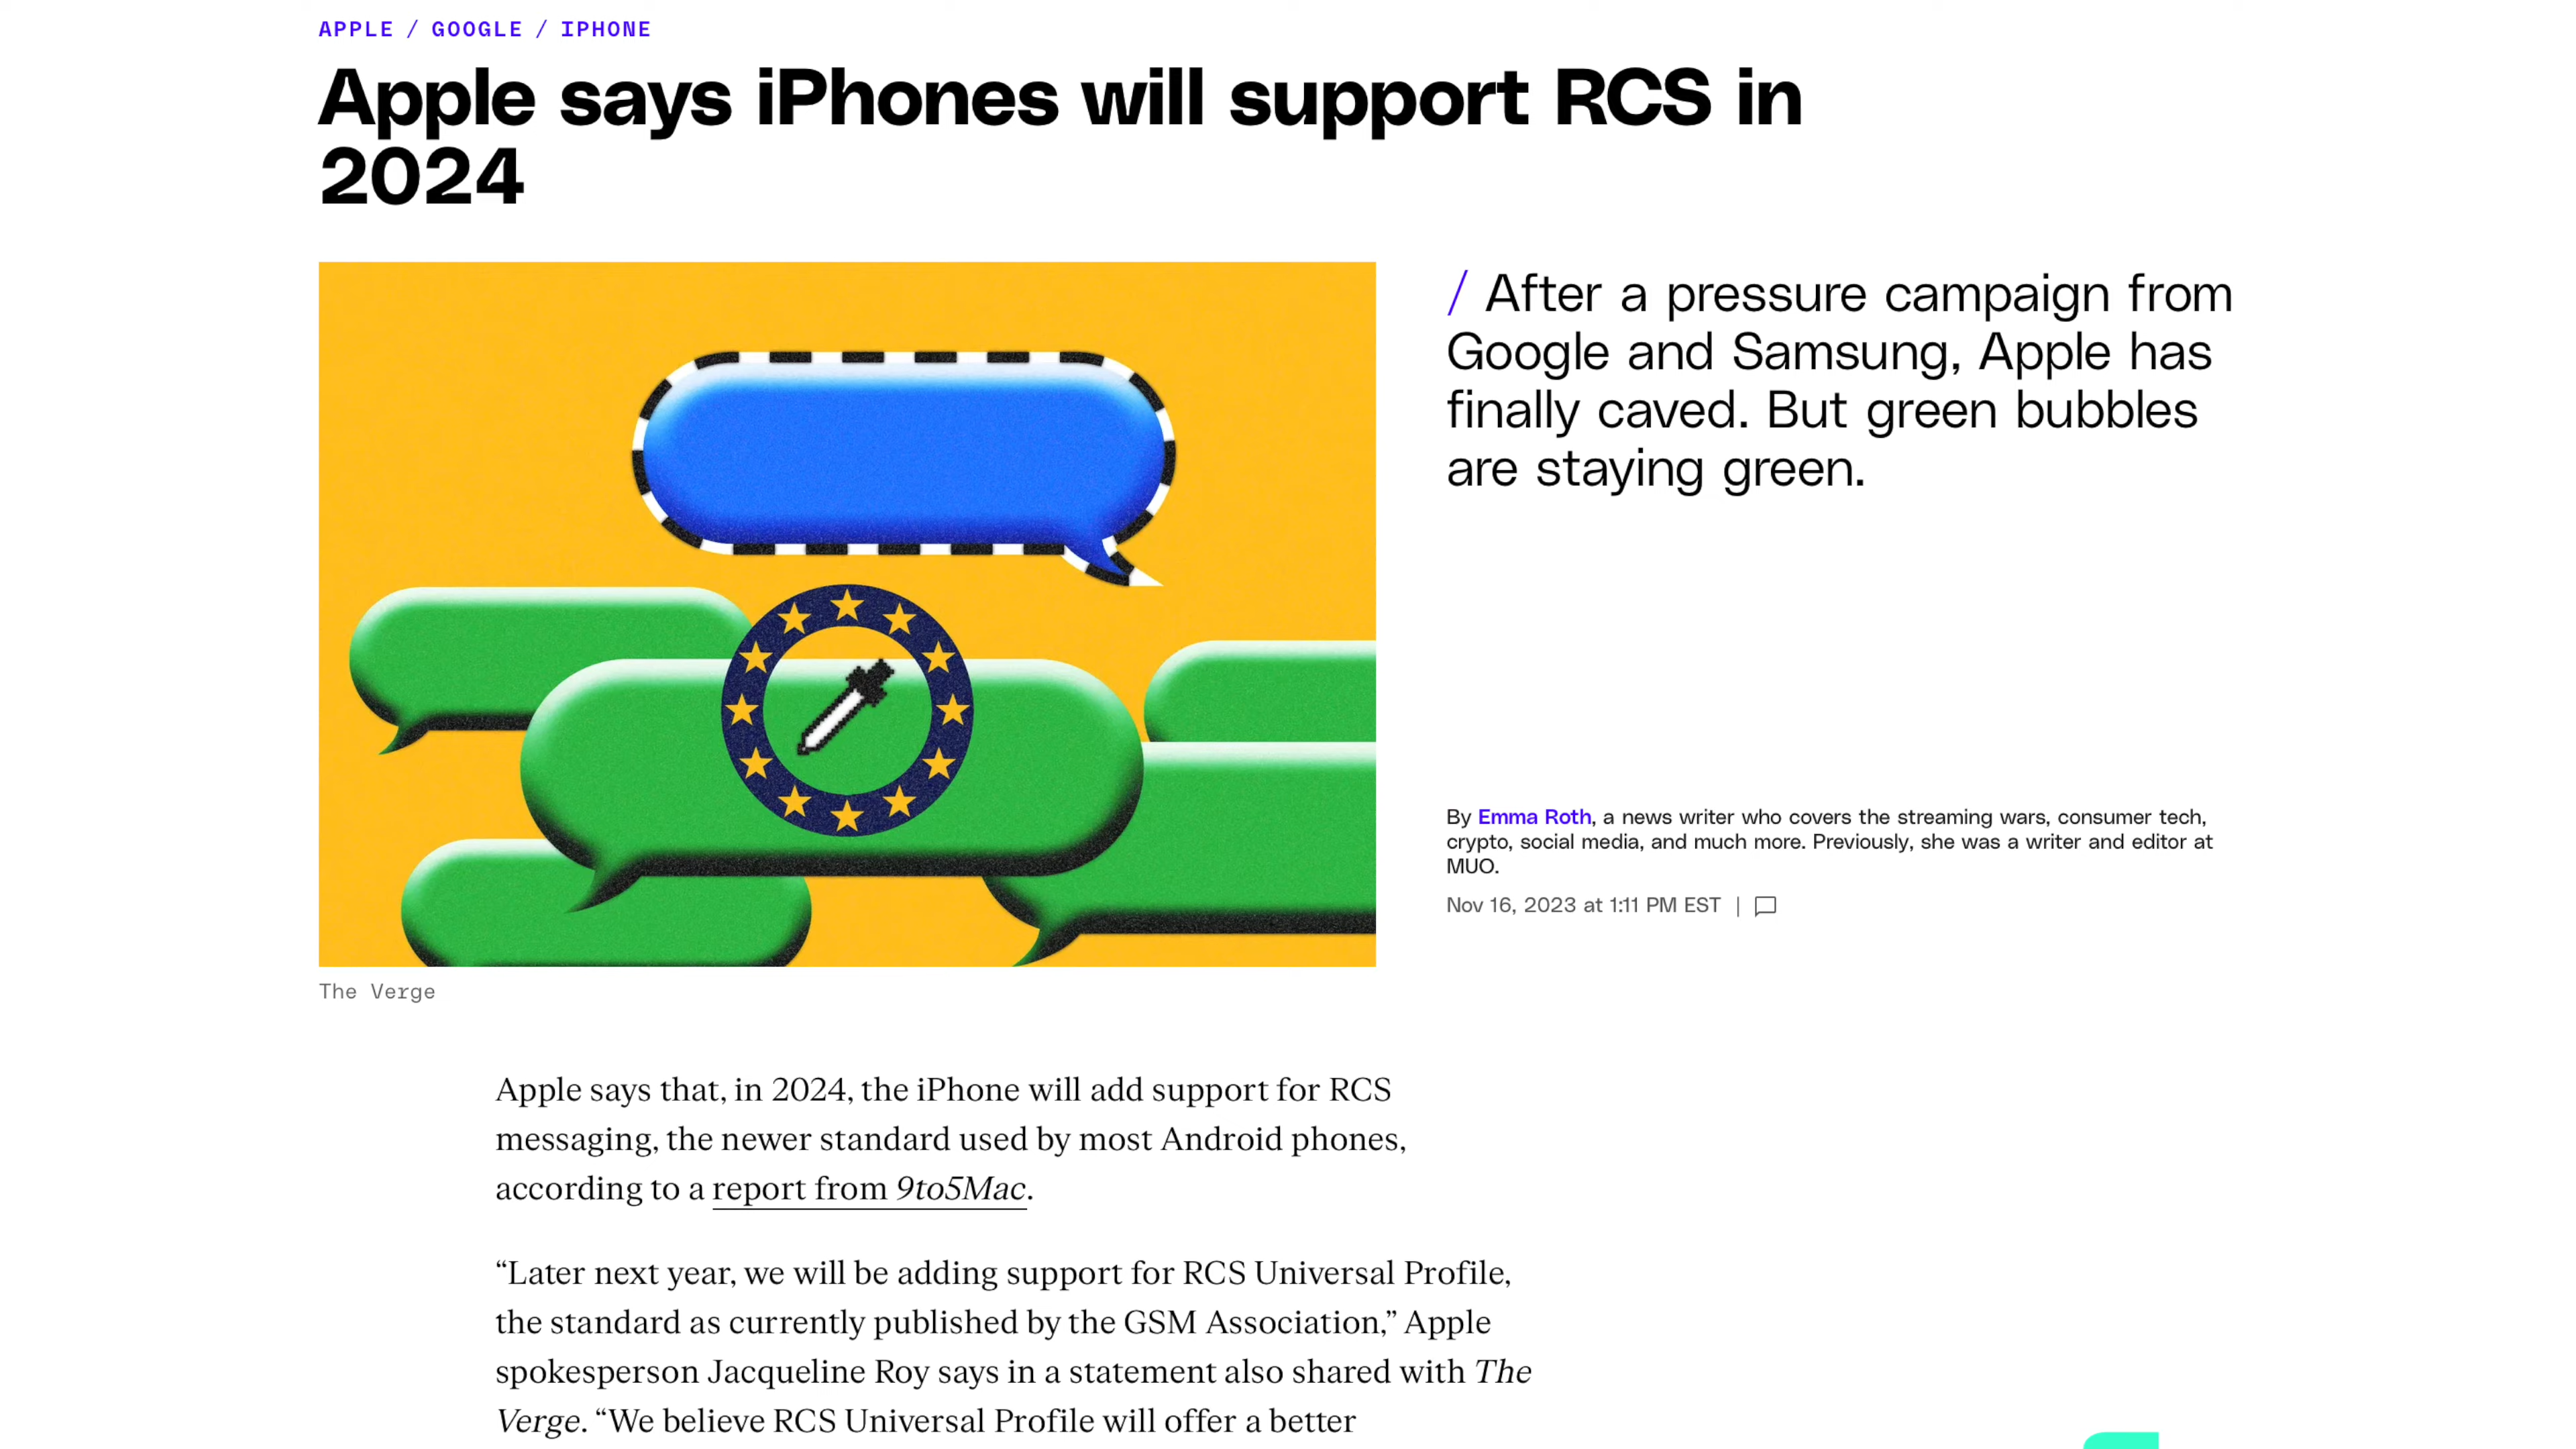 APPLE / GOOGLE / IPHONE
Apple says iPhones will support RCS in
2024
/ After a pressure campaign from
Google and Samsung, Apple has
finally caved. But green bubbles
are staying green.
By Emma Roth, a news writer who covers the streaming wars, consumer tech,
crypto, social media, and much more. Previously, she was a writer and editor at
MUO.
Nov 16, 2023 at 1:11 PM EST |
The Verge
Apple says that, in 2024, the iPhone will add support for RCS
messaging, the newer standard used by most Android phones,
according to a report from 9to5Mac.
“Later next year, we will be adding support for RCS Universal Profile,
the standard as currently published by the GSM Association,” Apple
spokesperson Jacqueline Roy says in a statement also shared with The
Verge. “We believe RCS Universal Profile will offer a better